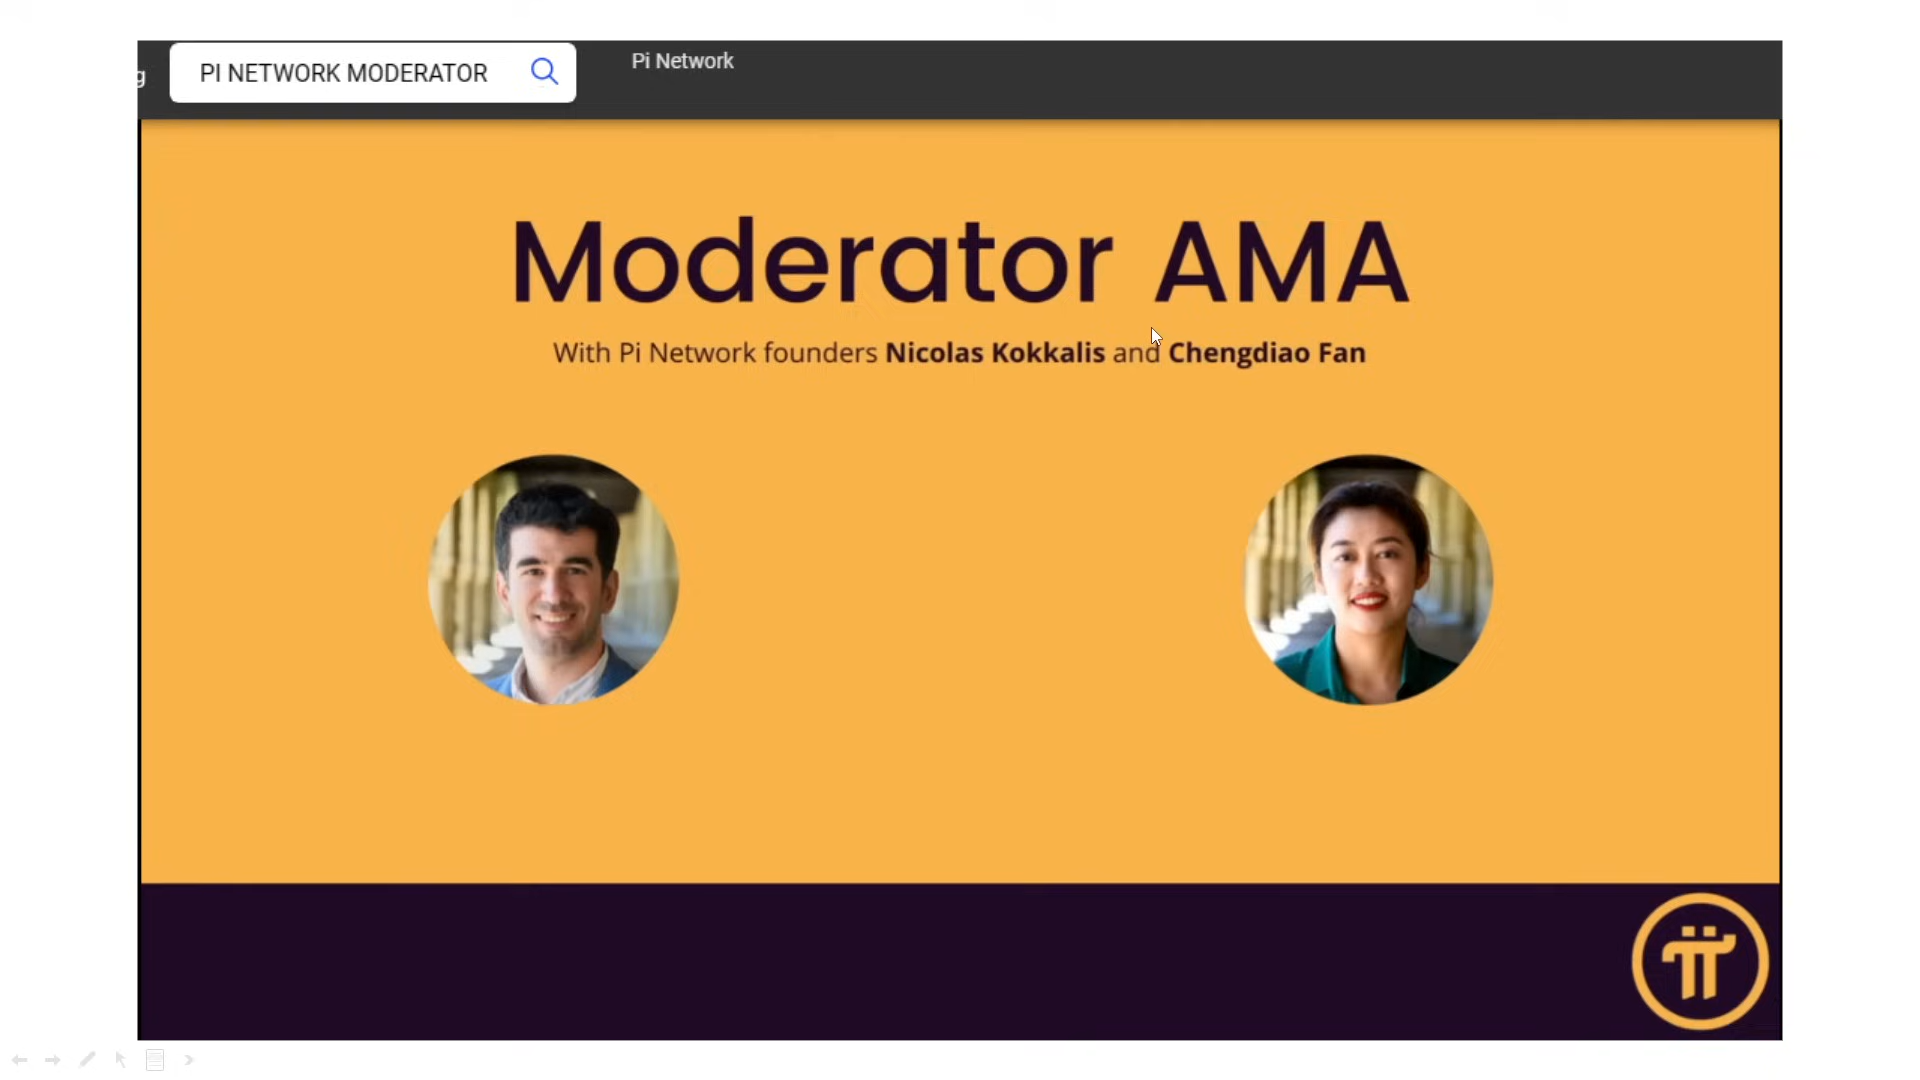 g
PI NETWORK MODERATOR
Pi Network
Moderator AMA
With Pi Network founders Nicolas Kokkalis and Chengdiao Fan